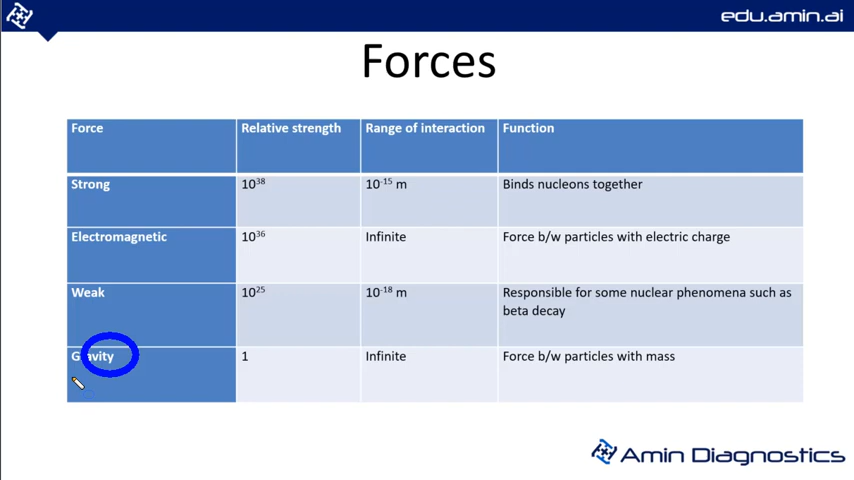 edu.amin.ai
Forces
Force Relative strength Range of interaction Function
Strong 10³⁸ 10⁻¹⁵ m Binds nucleons together
Electromagnetic 10³⁶ Infinite Force b/w particles with electric charge
Weak 10²⁵ 10⁻¹⁸ m Responsible for some nuclear phenomena such as
beta decay
Gravity 1 Infinite Force b/w particles with mass
Amin Diagnostics